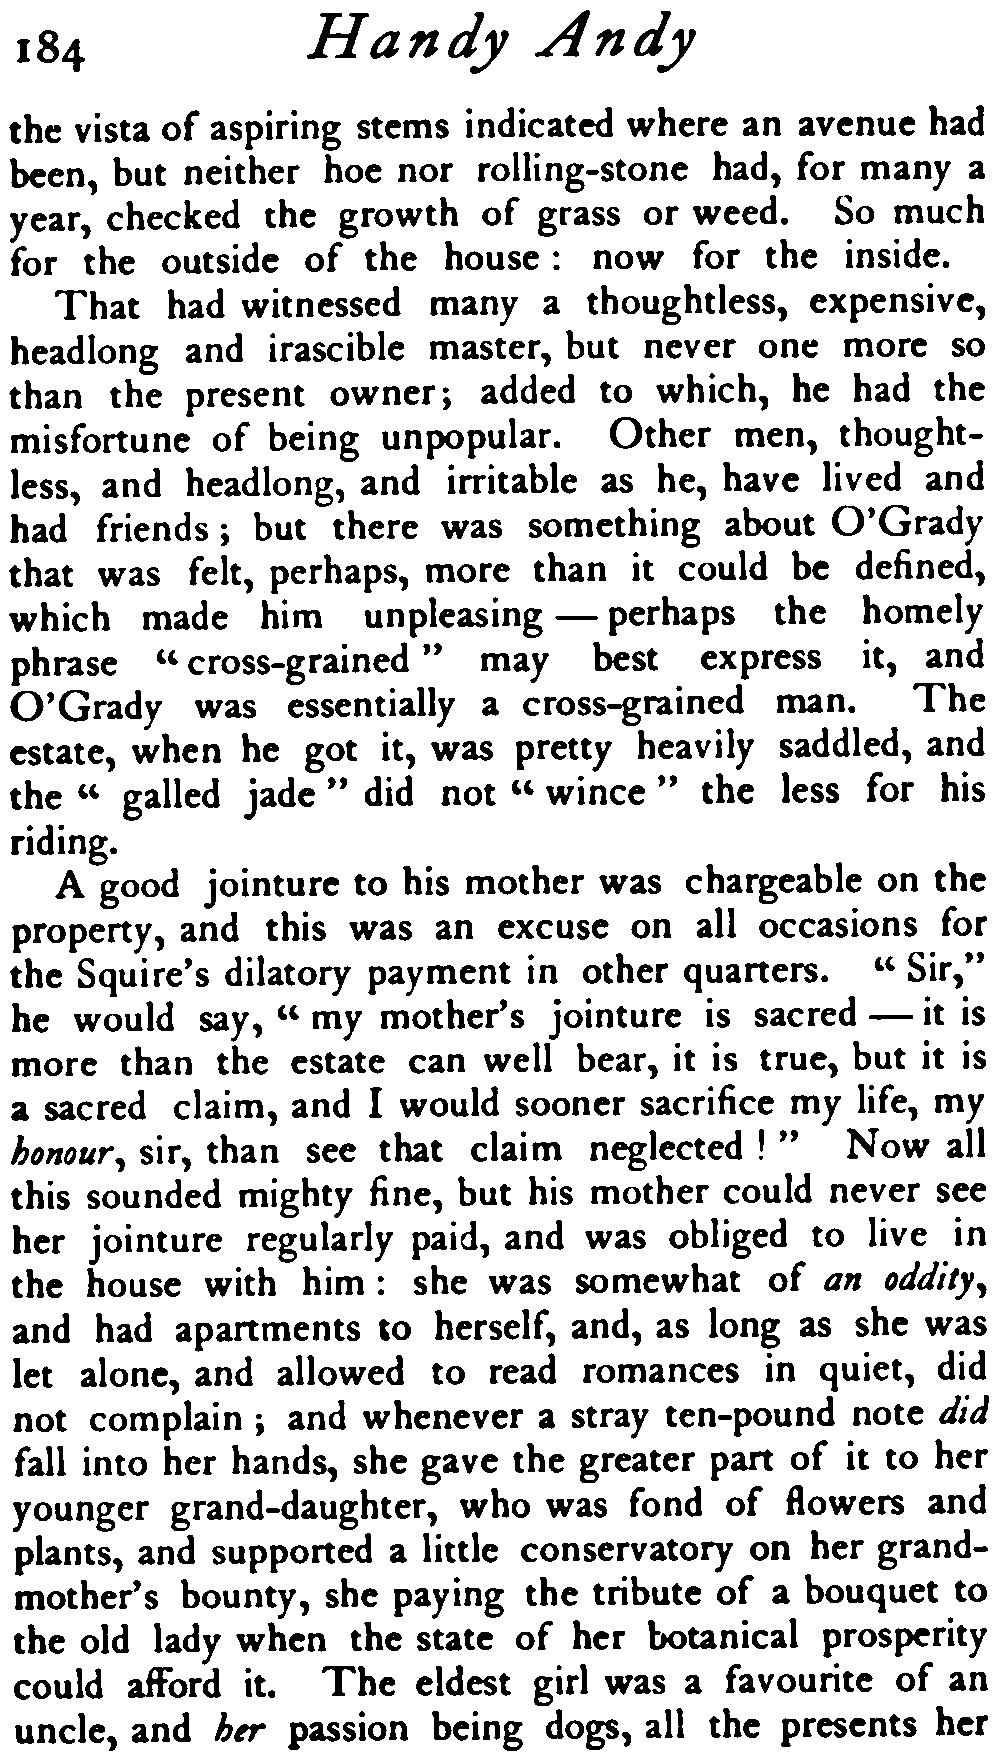 184 Handy Andy
the vista of aspiring stems indicated where an avenue had
been, but neither hoe nor rolling-stone had, for many a
year, checked the growth of grass or weed. So much
for the outside of the house : now for the inside.
That had witnessed many a thoughtless, expensive,
headlong and irascible master, but never one more so
than the present owner; added to which, he had the
misfortune of being unpopular. Other men, thought-
less, and headlong, and irritable as he, have lived and
had friends ; but there was something about O'Grady
that was felt, perhaps, more than it could be defined,
which made him unpleasing — perhaps the homely
phrase “ cross-grained ” may best express it, and
O'Grady was essentially a cross-grained man. The
estate, when he got it, was pretty heavily saddled, and
the “ galled jade ” did not “ wince ” the less for his
riding.
A good jointure to his mother was chargeable on the
property, and this was an excuse on all occasions for
the Squire's dilatory payment in other quarters. “ Sir,”
he would say, “ my mother's jointure is sacred — it is
more than the estate can well bear, it is true, but it is
a sacred claim, and I would sooner sacrifice my life, my
honour, sir, than see that claim neglected ! ” Now all
this sounded mighty fine, but his mother could never see
her jointure regularly paid, and was obliged to live in
the house with him : she was somewhat of an oddity,
and had apartments to herself, and, as long as she was
let alone, and allowed to read romances in quiet, did
not complain ; and whenever a stray ten-pound note did
fall into her hands, she gave the greater part of it to her
younger grand-daughter, who was fond of flowers and
plants, and supported a little conservatory on her grand-
mother's bounty, she paying the tribute of a bouquet to
the old lady when the state of her botanical prosperity
could afford it. The eldest girl was a favourite of an
uncle, and her passion being dogs, all the presents her